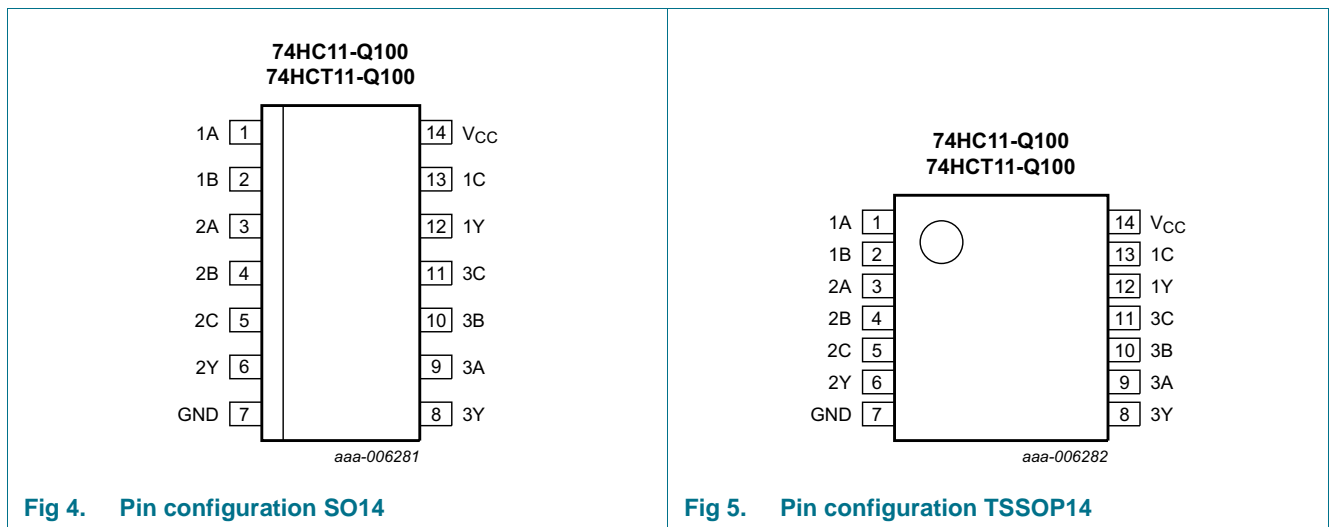 74HC11-Q100
74HCT11-Q100
1A 1 14 VCC
1B 2 13 1C
2A 3 12 1Y
2B 4 11 3C
2C 5 10 3B
2Y 6 9 3A
GND 7 8 3Y
aaa-006281
Fig 4. Pin configuration SO14
74HC11-Q100
74HCT11-Q100
1A 1 14 VCC
1B 2 13 1C
2A 3 12 1Y
2B 4 11 3C
2C 5 10 3B
2Y 6 9 3A
GND 7 8 3Y
aaa-006282
Fig 5. Pin configuration TSSOP14